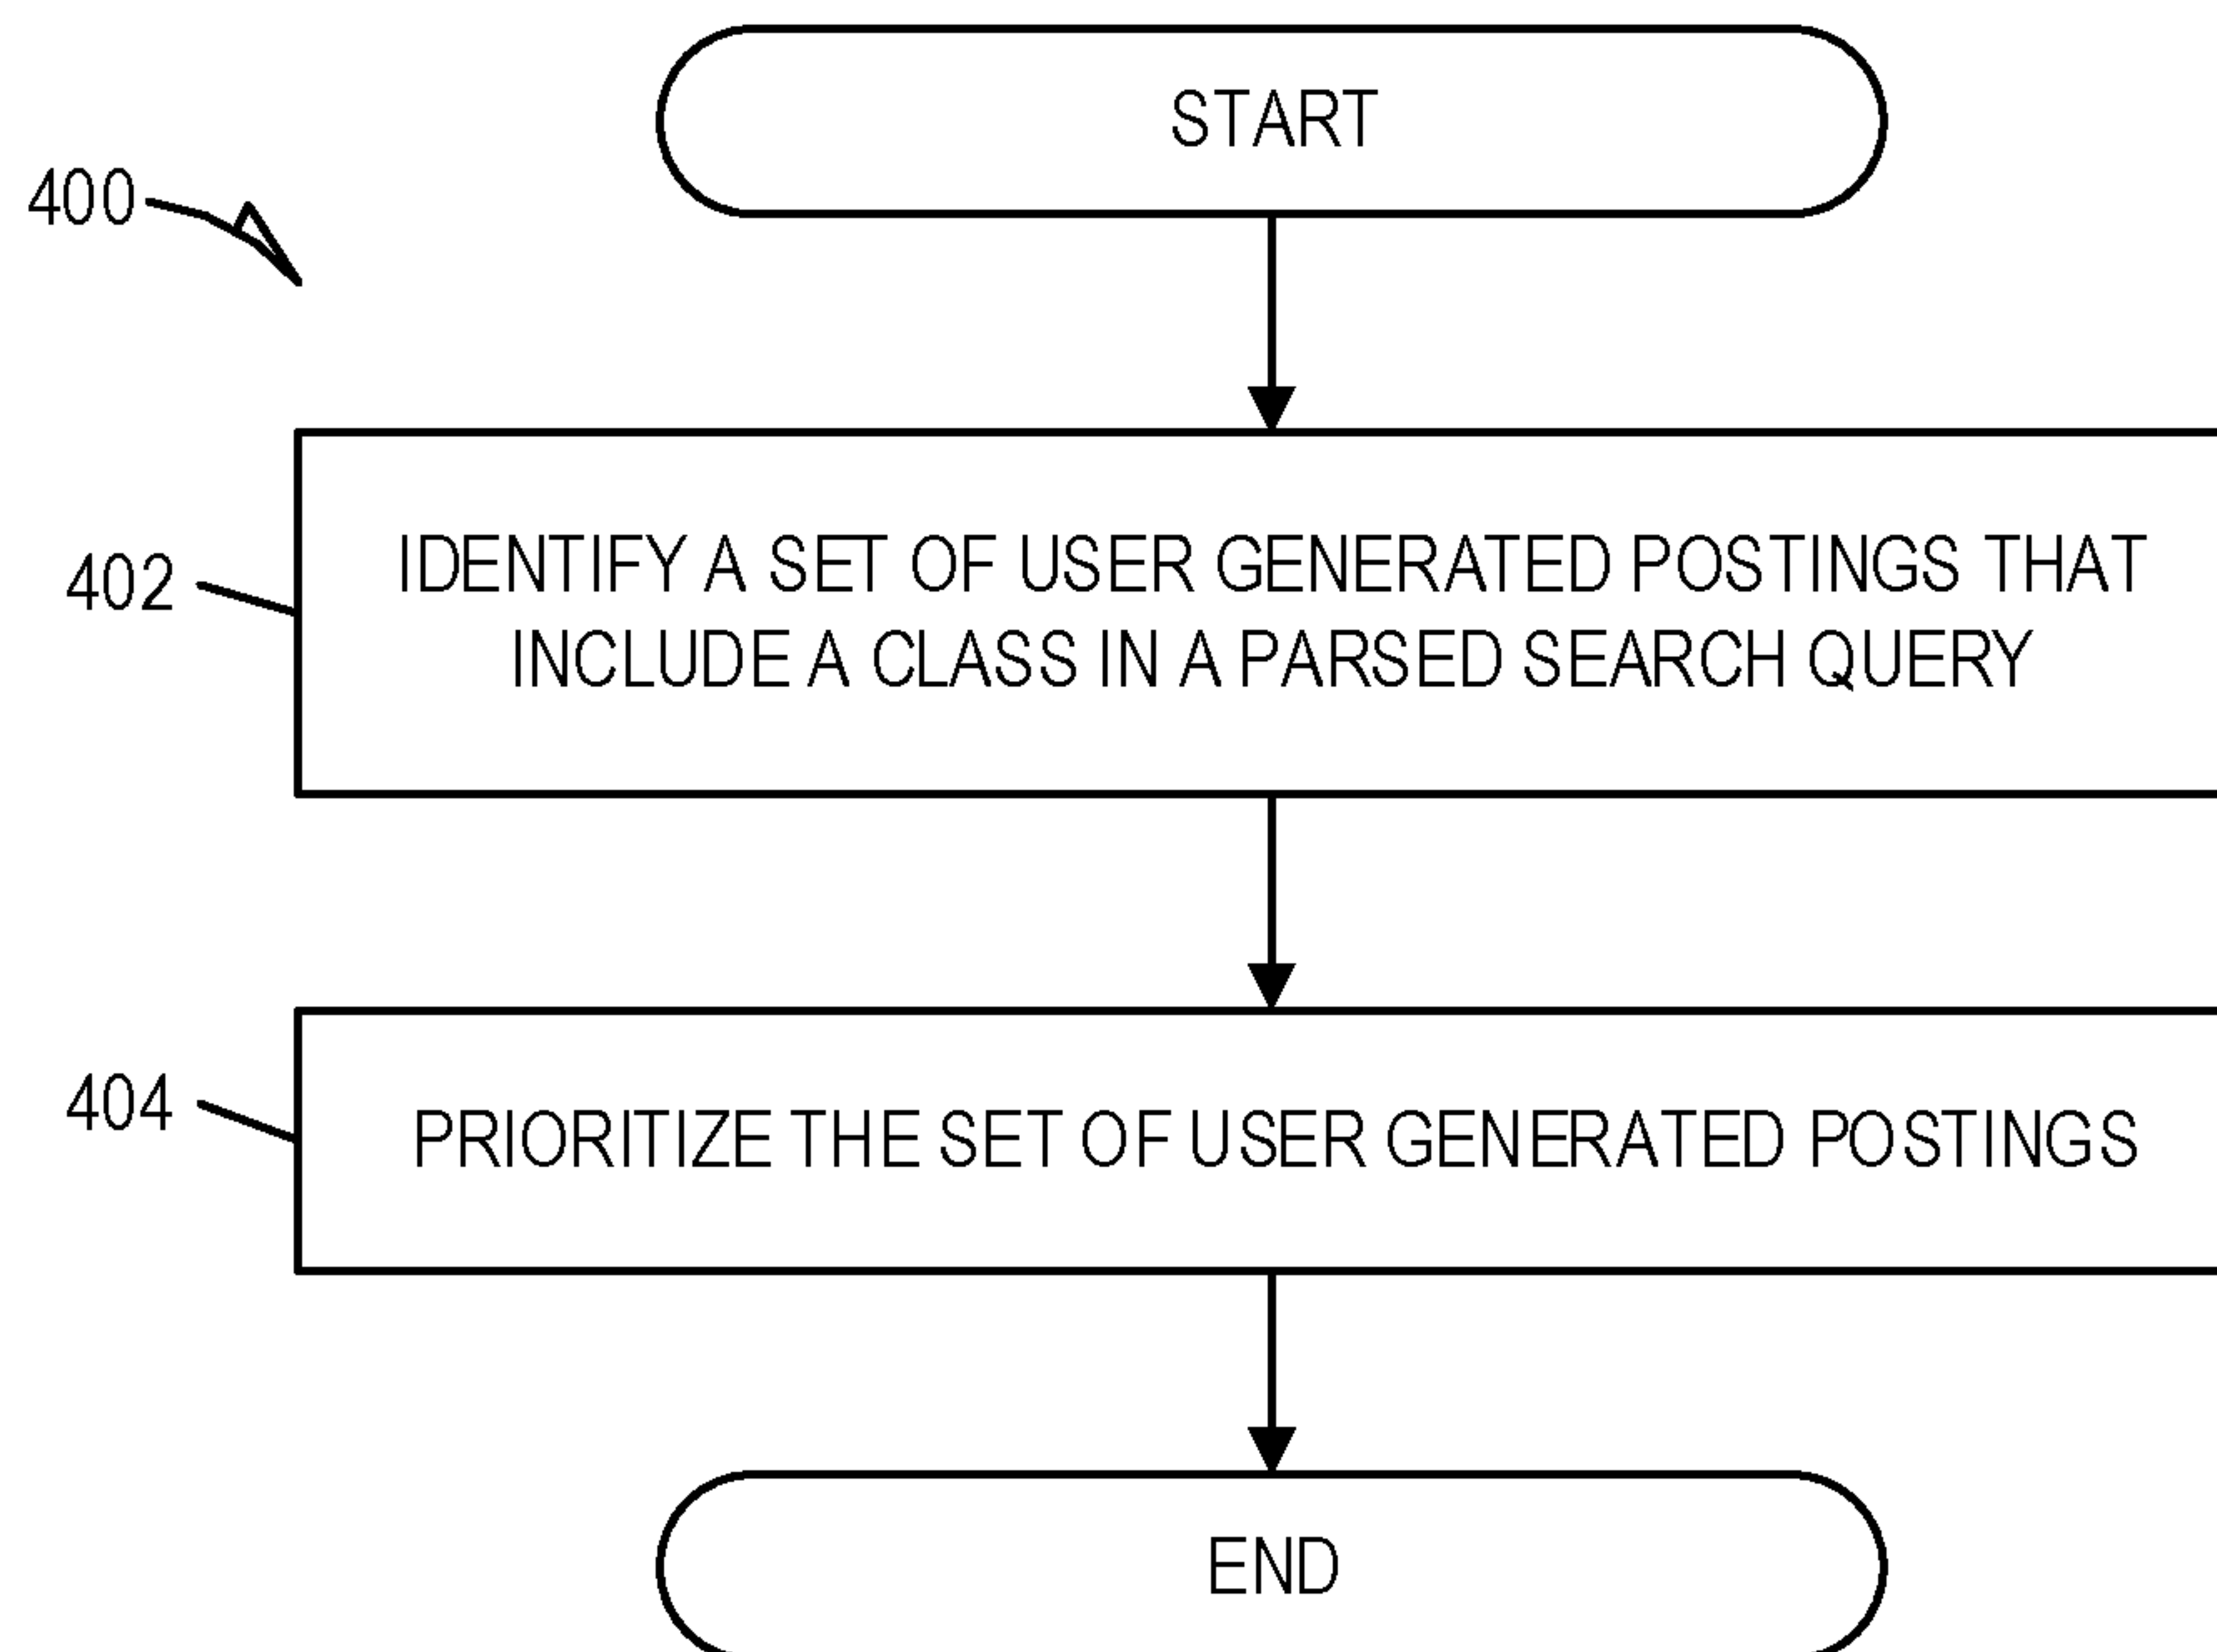 START
400
402
IDENTIFY A SET OF USER GENERATED POSTINGS THAT
INCLUDE A CLASS IN A PARSED SEARCH QUERY
404
PRIORITIZE THE SET OF USER GENERATED POSTINGS
END